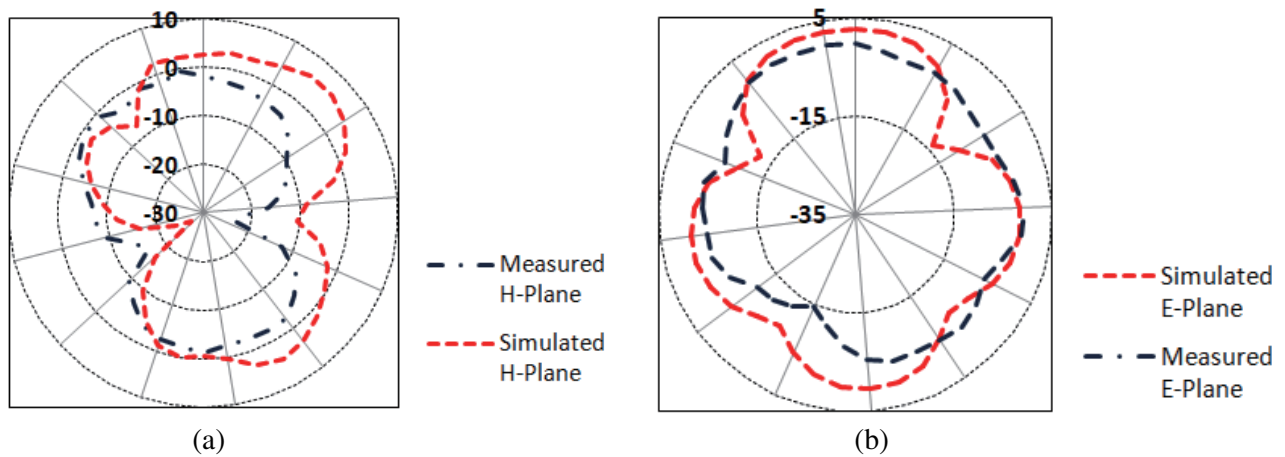 10
0
-10
-20
-30
Measured
H-Plane
Simulated
H-Plane
(a)
5
-15
-35
Simulated
E-Plane
Measured
E-Plane
(b)